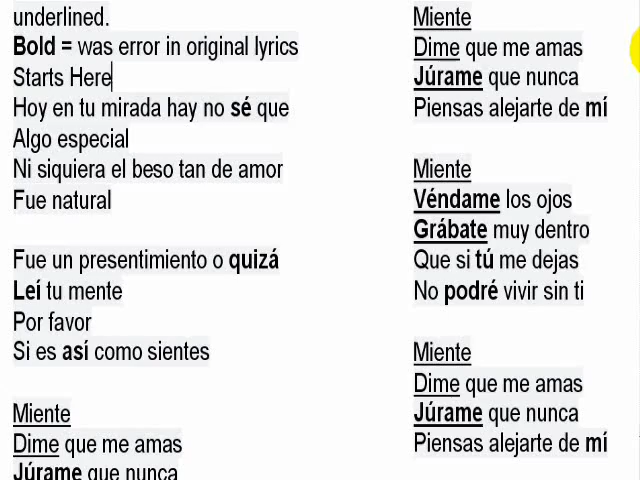 underlined.
Bold = was error in original lyrics
Starts Here
Hoy en tu mirada hay no sé que
Algo especial
Ni siquiera el beso tan de amor
Fue natural
Fue un presentimiento o quizá
Leí tu mente
Por favor
Si es así como sientes
Miente
Dime que me amas
Júrame que nunca
Miente
Dime que me amas
Júrame que nunca
Piensas alejarte de mí
Miente
Véndame los ojos
Grábate muy dentro
Que si tú me dejas
No podré vivir sin ti
Miente
Dime que me amas
Júrame que nunca
Piensas alejarte de mí